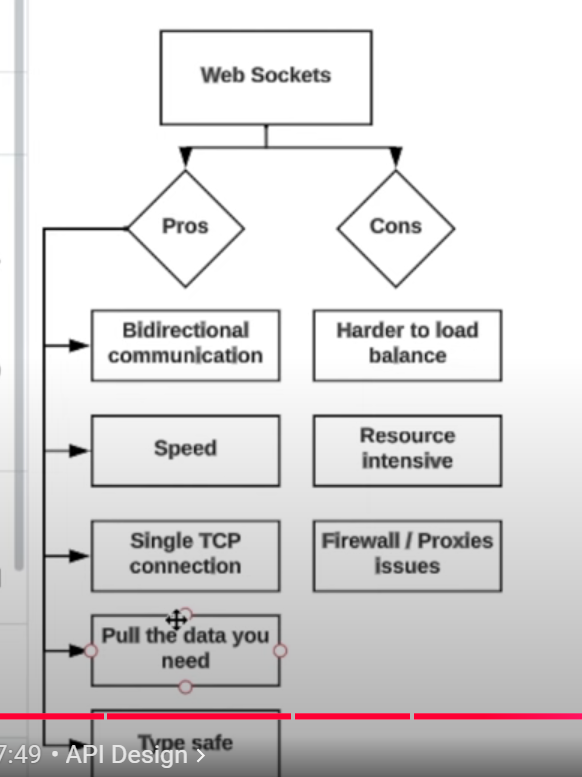 Web Sockets
Pros
Cons
Bidirectional
communication
Harder to load
balance
Speed
Resource
intensive
Single TCP
connection
Firewall / Proxies
issues
Pull the data you
need
Type safe
7:49 • API Design >